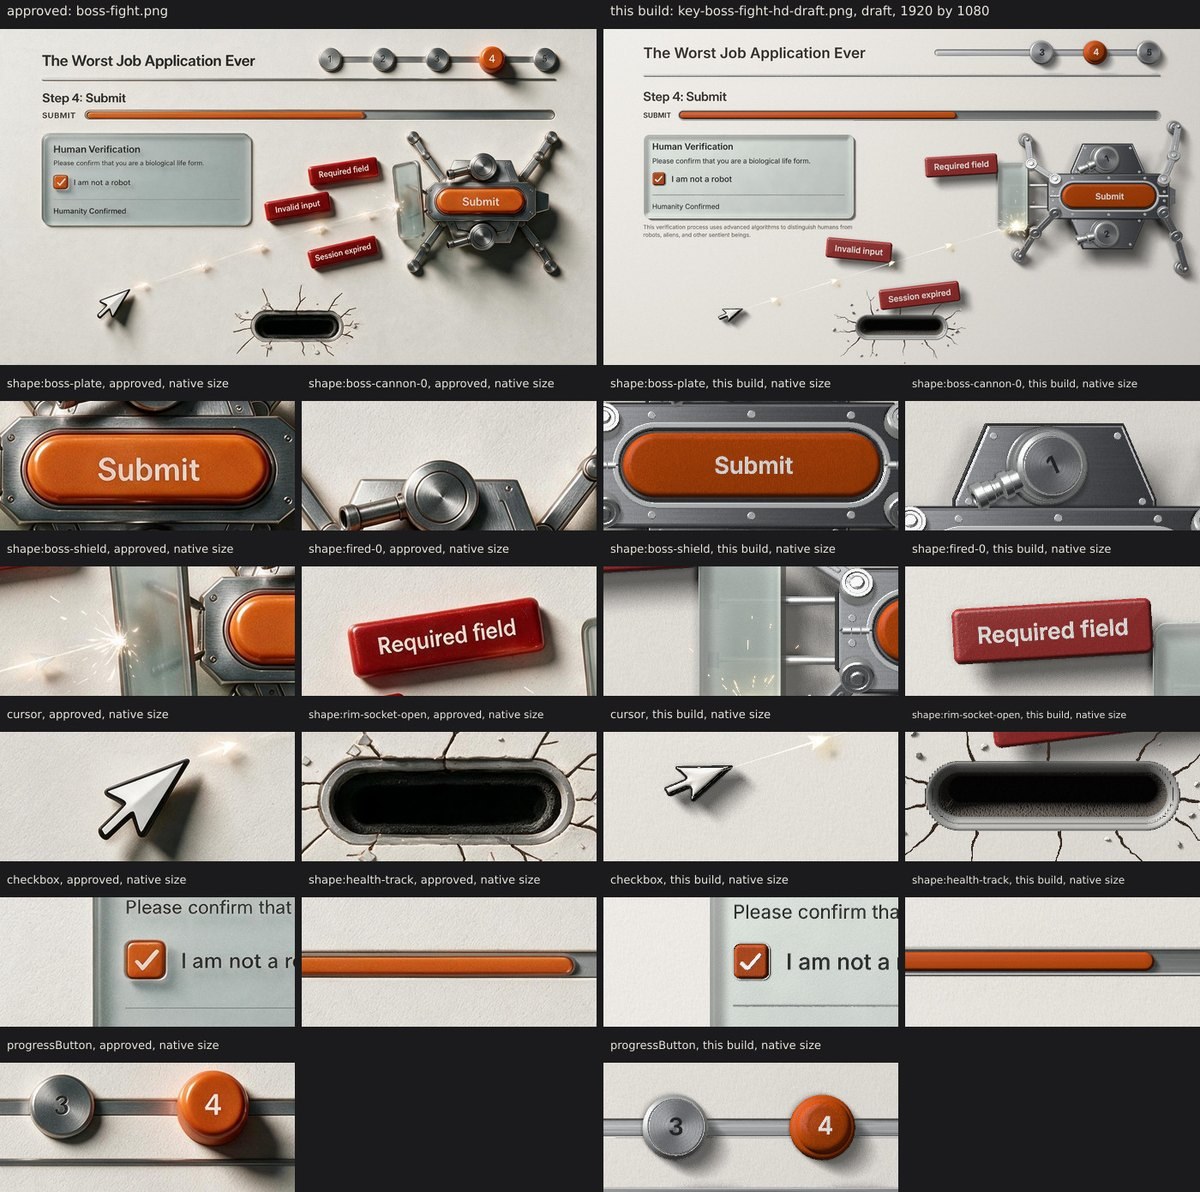 approved: boss-fight.png
this build: key-boss-fight-hd-draft.png, draft, 1920 by 1080
The Worst Job Application Ever
1 2 3 4 5
Step 4: Submit
SUBMIT
Human Verification
Please confirm that you are a biological life form.
I am not a robot
Humanity Confirmed
Required field
Invalid input
Session expired
Submit
The Worst Job Application Ever
3 4 5
Step 4: Submit
SUBMIT
Human Verification
Please confirm that you are a biological life form.
I am not a robot
Humanity Confirmed
This verification process uses advanced algorithms to distinguish humans from
robots, aliens, and other sentient beings.
Required field
Invalid input
Session expired
Submit
shape:boss-plate, approved, native size
shape:boss-cannon-0, approved, native size
shape:boss-plate, this build, native size
shape:boss-cannon-0, this build, native size
Submit
Submit
1
shape:boss-shield, approved, native size
shape:fired-0, approved, native size
shape:boss-shield, this build, native size
shape:fired-0, this build, native size
Required field
Required field
cursor, approved, native size
shape:rim-socket-open, approved, native size
cursor, this build, native size
shape:rim-socket-open, this build, native size
checkbox, approved, native size
shape:health-track, approved, native size
checkbox, this build, native size
shape:health-track, this build, native size
Please confirm that
I am not a r
Please confirm tha
I am not a
progressButton, approved, native size
progressButton, this build, native size
3 4
3 4